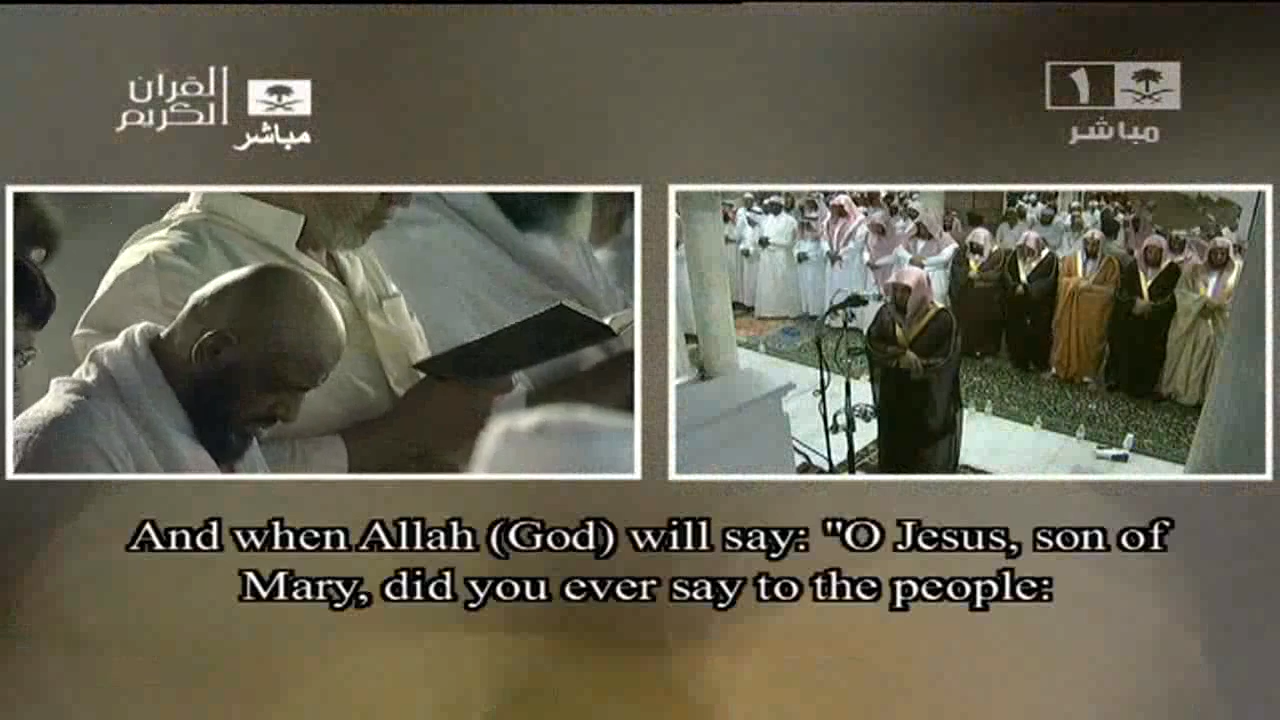 القرآن
الكريم
مباشر
١
مباشر
And when Allah (God) will say: "O Jesus, son of
Mary, did you ever say to the people: